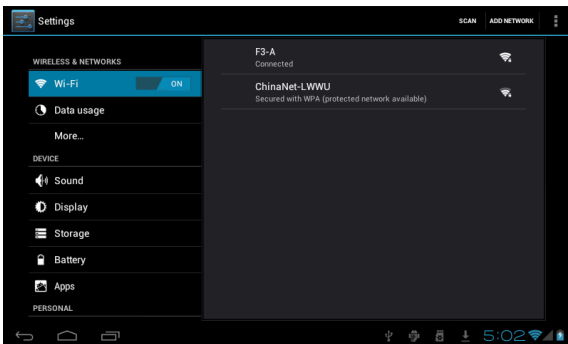 Settings
SCAN ADD NETWORK
WIRELESS & NETWORKS
Wi-Fi ON
Data usage
More...
DEVICE
Sound
Display
Storage
Battery
Apps
PERSONAL
F3-A
Connected
ChinaNet-LWWU
Secured with WPA (protected network available)
5:02